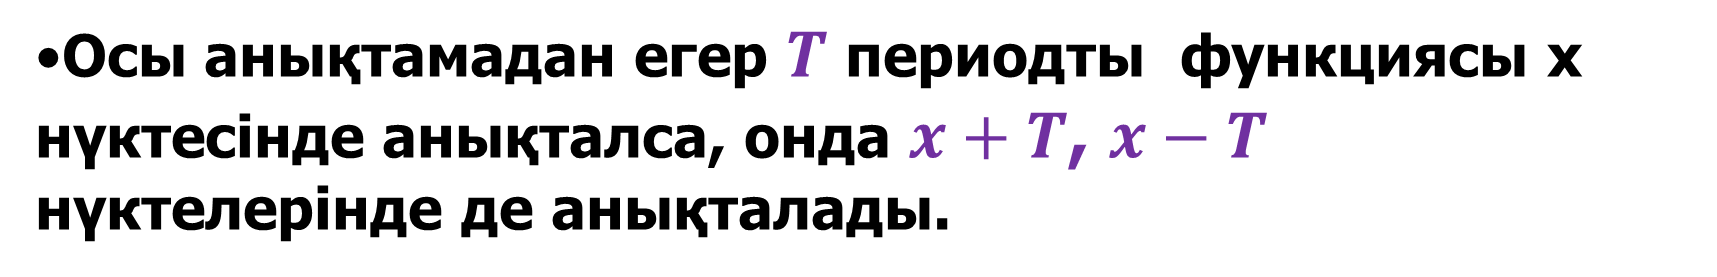 •Осы анықтамадан егер T периодты функциясы x
нүктесінде анықталса, онда x + T, x − T
нүктелерінде де анықталады.